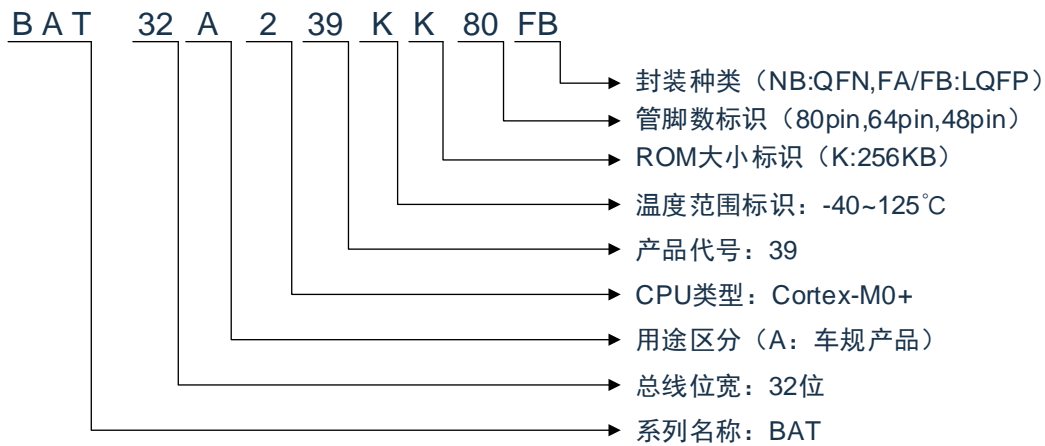 BAT 32 A 2 39 K K 80 FB
封装种类（NB:QFN,FA/FB:LQFP）
管脚数标识（80pin,64pin,48pin）
ROM大小标识（K:256KB）
温度范围标识：-40~125℃
产品代号：39
CPU类型：Cortex-M0+
用途区分（A：车规产品）
总线位宽：32位
系列名称：BAT